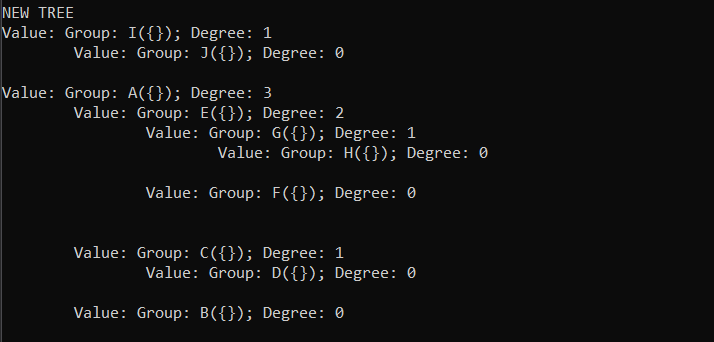 NEW TREE
Value: Group: I({}); Degree: 1
Value: Group: J({}); Degree: 0
Value: Group: A({}); Degree: 3
Value: Group: E({}); Degree: 2
Value: Group: G({}); Degree: 1
Value: Group: H({}); Degree: 0
Value: Group: F({}); Degree: 0
Value: Group: C({}); Degree: 1
Value: Group: D({}); Degree: 0
Value: Group: B({}); Degree: 0